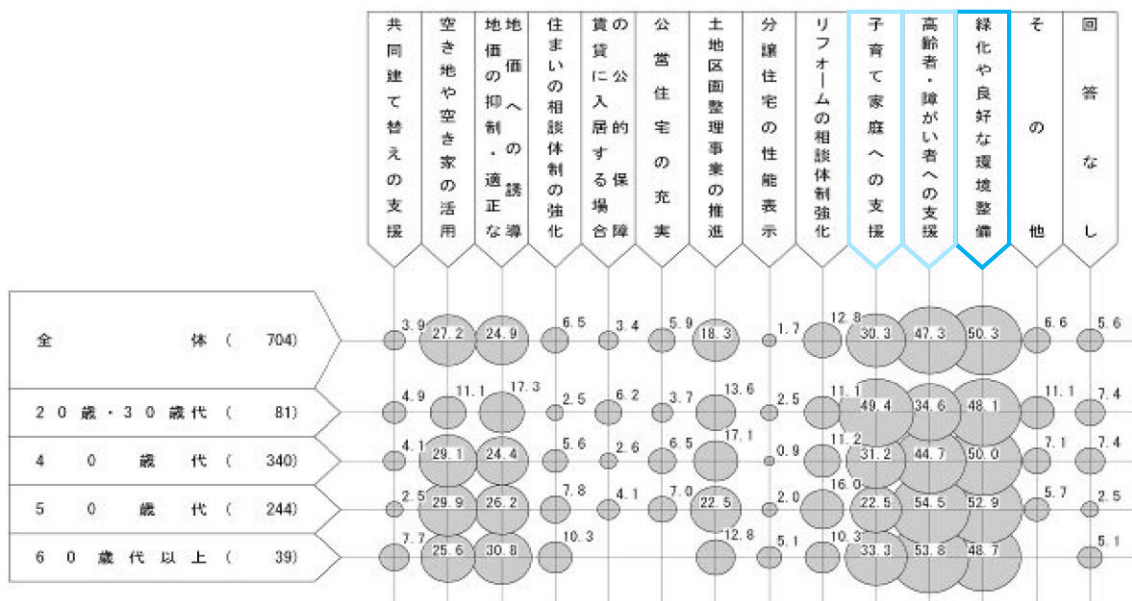 共同建て替えの支援
空き地や空き家の活用
地価の抑制・適正な
地価への誘導
住まいの相談体制の強化
賃貸に入居する場合
の公的保障
公営住宅の充実
土地区画整理事業の推進
分譲住宅の性能表示
リフォームの相談体制強化
子育て家庭への支援
高齢者・障がい者への支援
緑化や良好な環境整備
その他
回答なし
全体 ( 704) 3.9 27.2 24.9 6.5 3.4 5.9 18.3 1.7 12.8 30.3 47.3 50.3 6.6 5.6
20歳・30歳代 ( 81) 4.9 11.1 17.3 2.5 6.2 3.7 13.6 2.5 11.1 49.4 34.6 48.1 11.1 7.4
40歳代 ( 340) 4.1 29.1 24.4 5.6 2.6 6.5 17.1 0.9 11.2 31.2 44.7 50.0 7.1 7.4
50歳代 ( 244) 2.5 29.9 26.2 7.8 4.1 7.0 22.5 2.0 16.0 22.5 54.5 52.9 5.7 2.5
60歳代以上 ( 39) 7.7 25.6 30.8 10.3 12.8 5.1 10.3 33.3 53.8 48.7 5.1